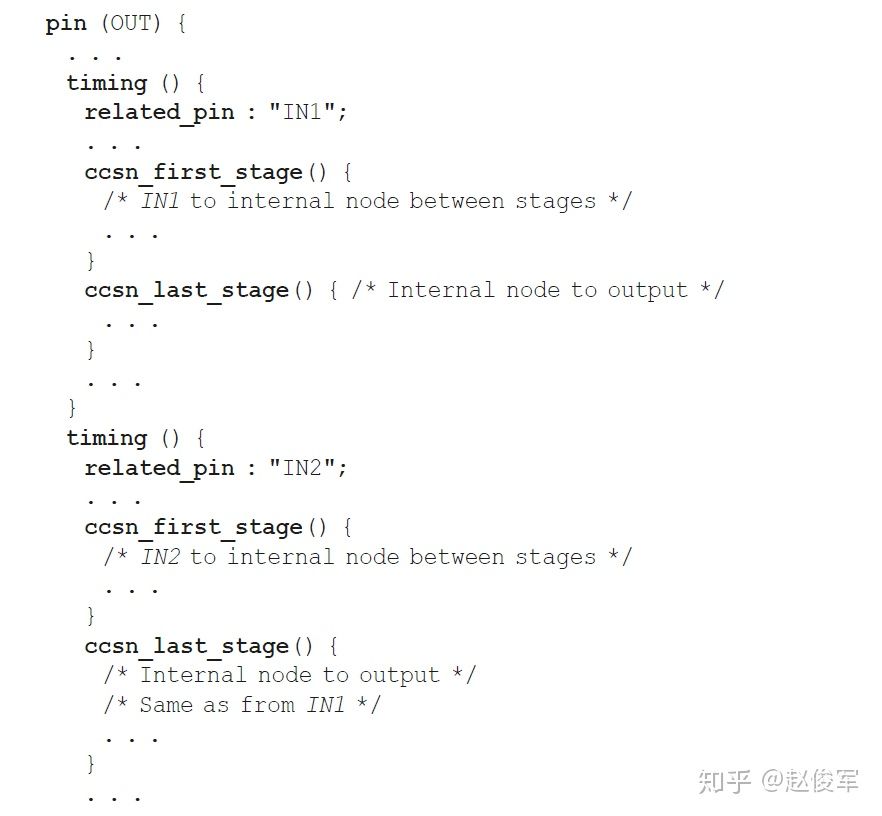 pin (OUT) {
. . .
timing () {
related_pin : "IN1";
. . .
ccsn_first_stage() {
/* IN1 to internal node between stages */
. . .
}
ccsn_last_stage() { /* Internal node to output */
. . .
}
. . .
}
timing () {
related_pin : "IN2";
. . .
ccsn_first_stage() {
/* IN2 to internal node between stages */
. . .
}
ccsn_last_stage() {
/* Internal node to output */
/* Same as from IN1 */
. . .
}
. . .
知乎 @赵俊军